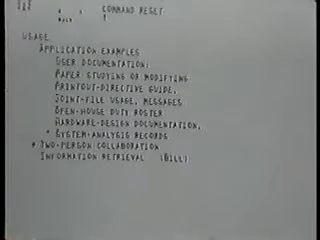 COMMAND RESET
USAGE
APPLICATION EXAMPLES
USER DOCUMENTATION:
PAPER STUDYING OR MODIFYING
PRINTOUT-DIRECTIVE GUIDE,
JOINT-FILE USAGE, MESSAGES
OPEN-HOUSE DUTY ROSTER
HARDWARE-DESIGN DOCUMENTATION,
* SYSTEM-ANALYSIS RECORDS
* TWO-PERSON COLLABORATION
INFORMATION RETRIEVAL (BILL)